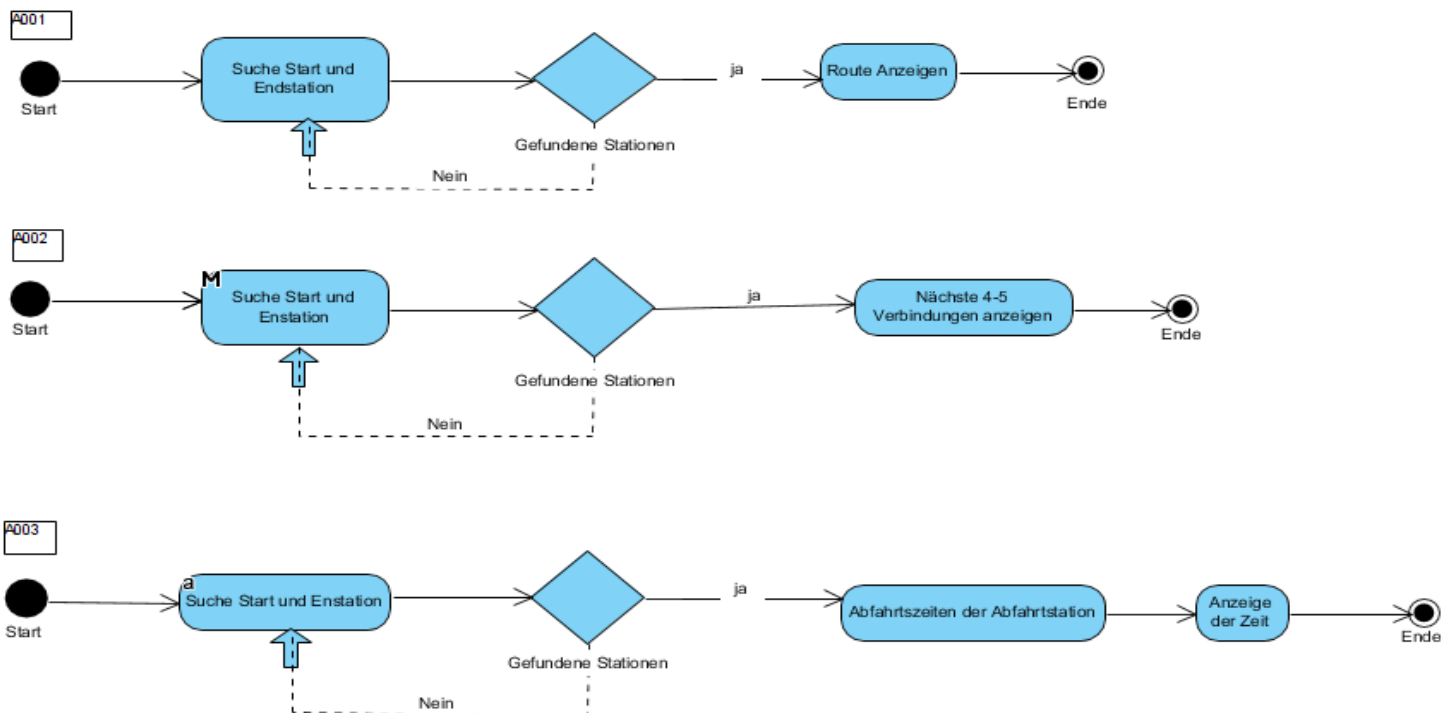 A001
Suche Start und
Endstation
ja
Route Anzeigen
Start
Ende
Gefundene Stationen
Nein
A002
M
Suche Start und
Enstation
ja
Nächste 4-5
Verbindungen anzeigen
Start
Ende
Gefundene Stationen
Nein
A003
a
Suche Start und Enstation
ja
Abfahrtszeiten der Abfahrtstation
Anzeige
der Zeit
Start
Ende
Gefundene Stationen
Nein